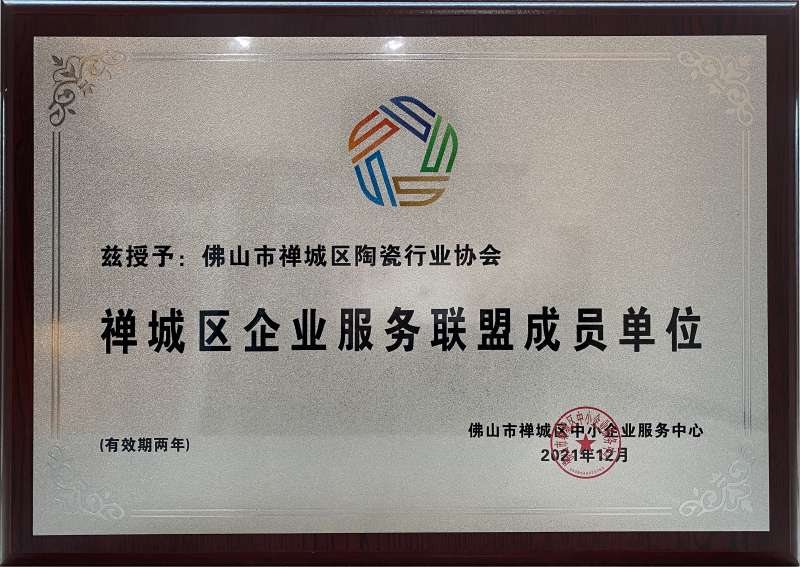 兹授予：佛山市禅城区陶瓷行业协会
禅城区企业服务联盟成员单位
(有效期两年)
佛山市禅城区中小企业服务中心
2021年12月